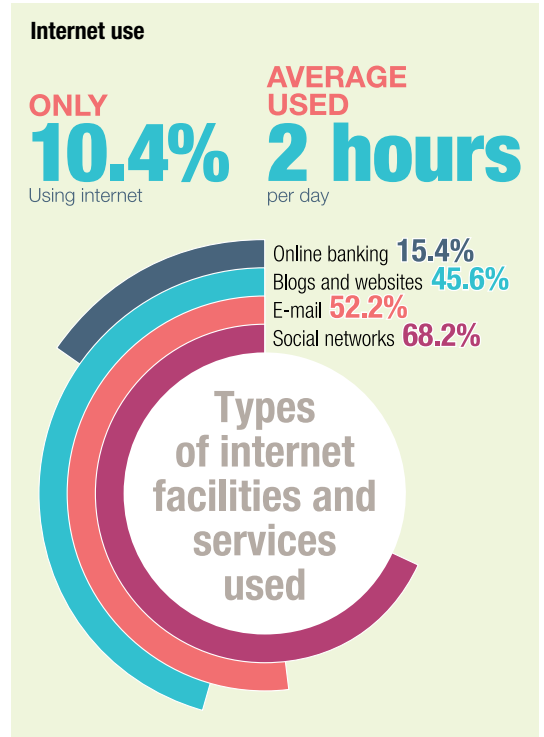 Internet use
ONLY
10.4%
Using internet
AVERAGE
USED
2 hours
per day
Online banking 15.4%
Blogs and websites 45.6%
E-mail 52.2%
Social networks 68.2%
Types
of internet
facilities and
services
used